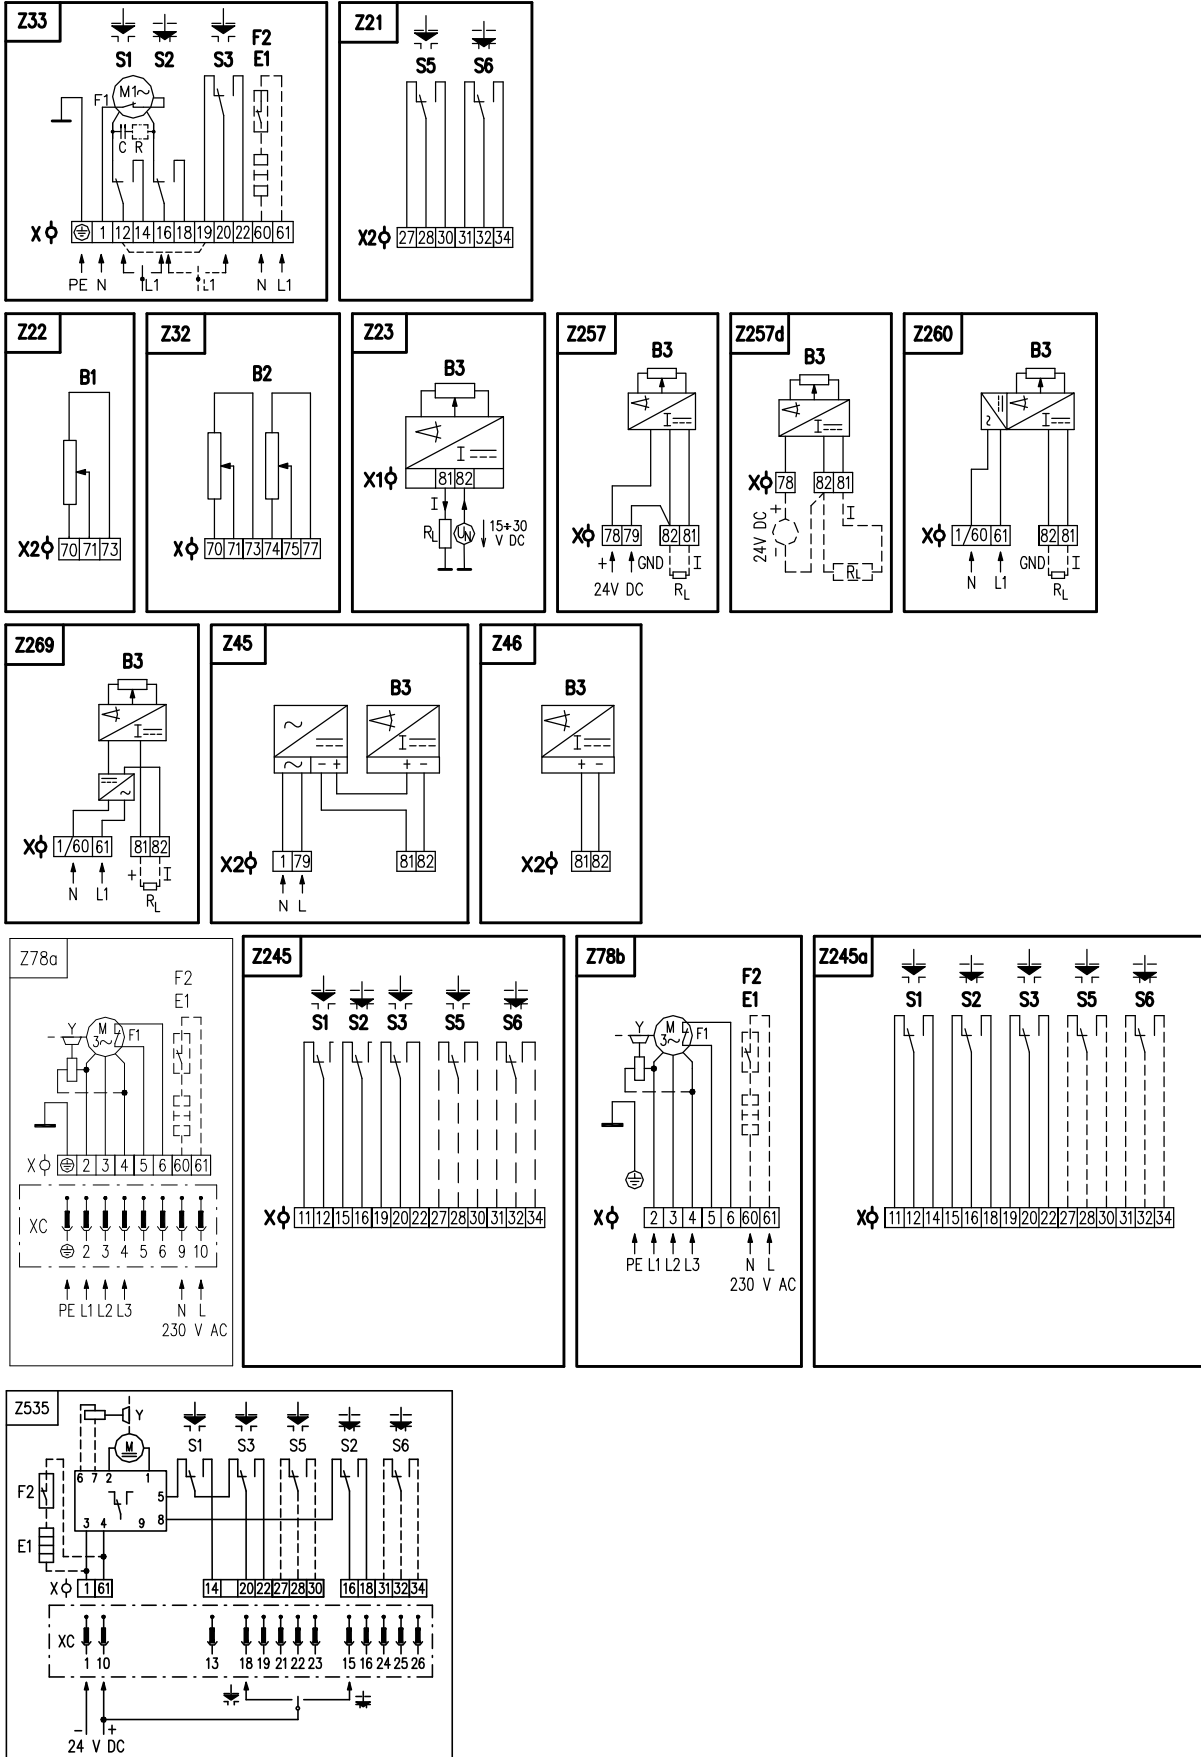 Z33
S1 S2 S3 F2
E1
F1 M1~
C R
X 1 12 14 16 18 19 20 22 60 61
PE N L1 L1 N L1
Z21
S5 S6
X2 27 28 30 31 32 34
Z22
B1
X2 70 71 73
Z32
B2
X 70 71 73 74 75 77
Z23
B3
I
X1 81 82
I
RL UN 15÷30
V DC
Z257
B3
I
X 78 79 82 81
+ GND I
24V DC RL
Z257d
B3
I
X 78 82 81
+ I
24V DC
− RL
Z260
B3
~ I
X 1/60 61 82 81
GND I
N L1 RL
Z269
B3
I
~
X 1/60 61 81 82
+ I
N L1 RL
Z45
B3
~ I
~ − + + −
X2 1 79 81 82
N L
Z46
B3
I
+ −
X2 81 82
Z78a
F2
E1
Y M
3~ F1
X 2 3 4 5 6 60 61
XC
2 3 4 5 6 9 10
PE L1 L2 L3 N L
230 V AC
Z245
S1 S2 S3 S5 S6
X 11 12 15 16 19 20 22 27 28 30 31 32 34
Z78b
F2
E1
Y M
3~ F1
X 2 3 4 5 6 60 61
PE L1 L2 L3 N L
230 V AC
Z245a
S1 S2 S3 S5 S6
X 11 12 14 15 16 18 19 20 22 27 28 30 31 32 34
Z535
Y
M S1 S3 S5 S2 S6
6 7 2 1
F2 5
3 4 9 8
E1
X 1 61 14 20 22 27 28 30 16 18 31 32 34
XC
1 10 13 18 19 21 22 23 15 16 24 25 26
− +
24 V DC